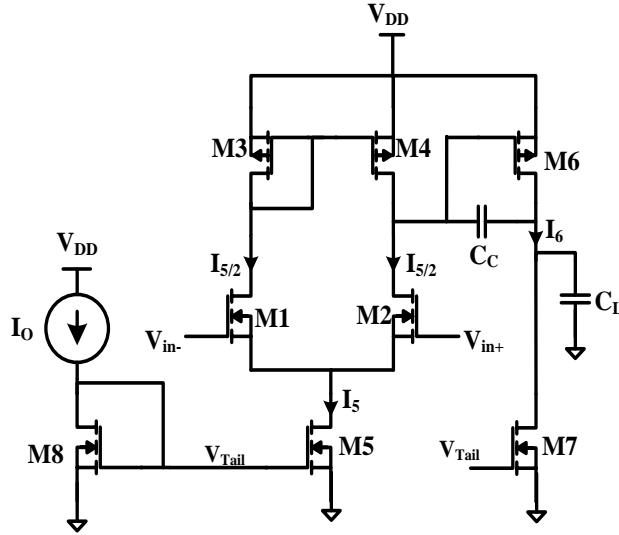 VDD
M3
M4
M6
I5/2
I5/2
CC
I6
VDD
IO
CL
M1
M2
Vin-
Vin+
I5
M8
VTail
M5
VTail
M7